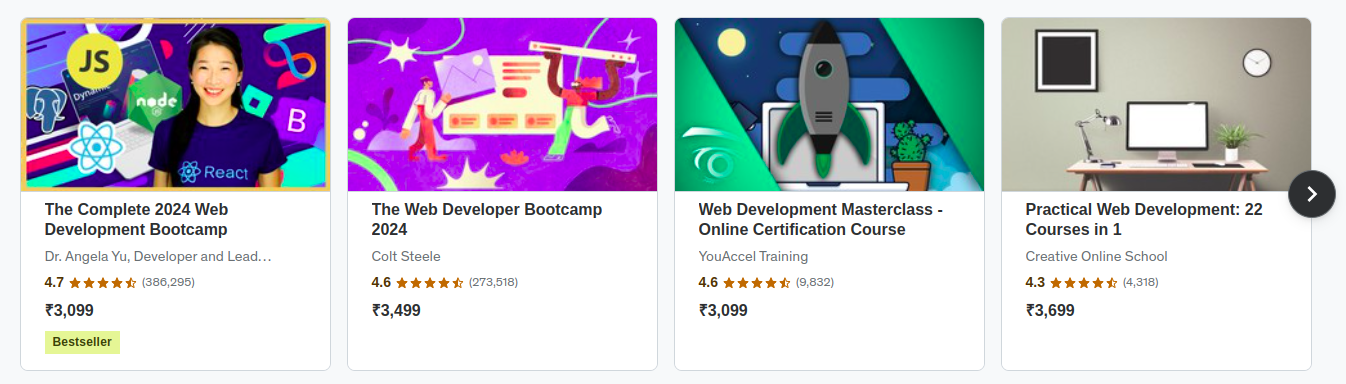 JS
Dynamic
node
JS
B
React
The Complete 2024 Web
Development Bootcamp
Dr. Angela Yu, Developer and Lead…
4.7 (386,295)
₹3,099
Bestseller
The Web Developer Bootcamp
2024
Colt Steele
4.6 (273,518)
₹3,499
Web Development Masterclass -
Online Certification Course
YouAccel Training
4.6 (9,832)
₹3,099
Practical Web Development: 22
Courses in 1
Creative Online School
4.3 (4,318)
₹3,699